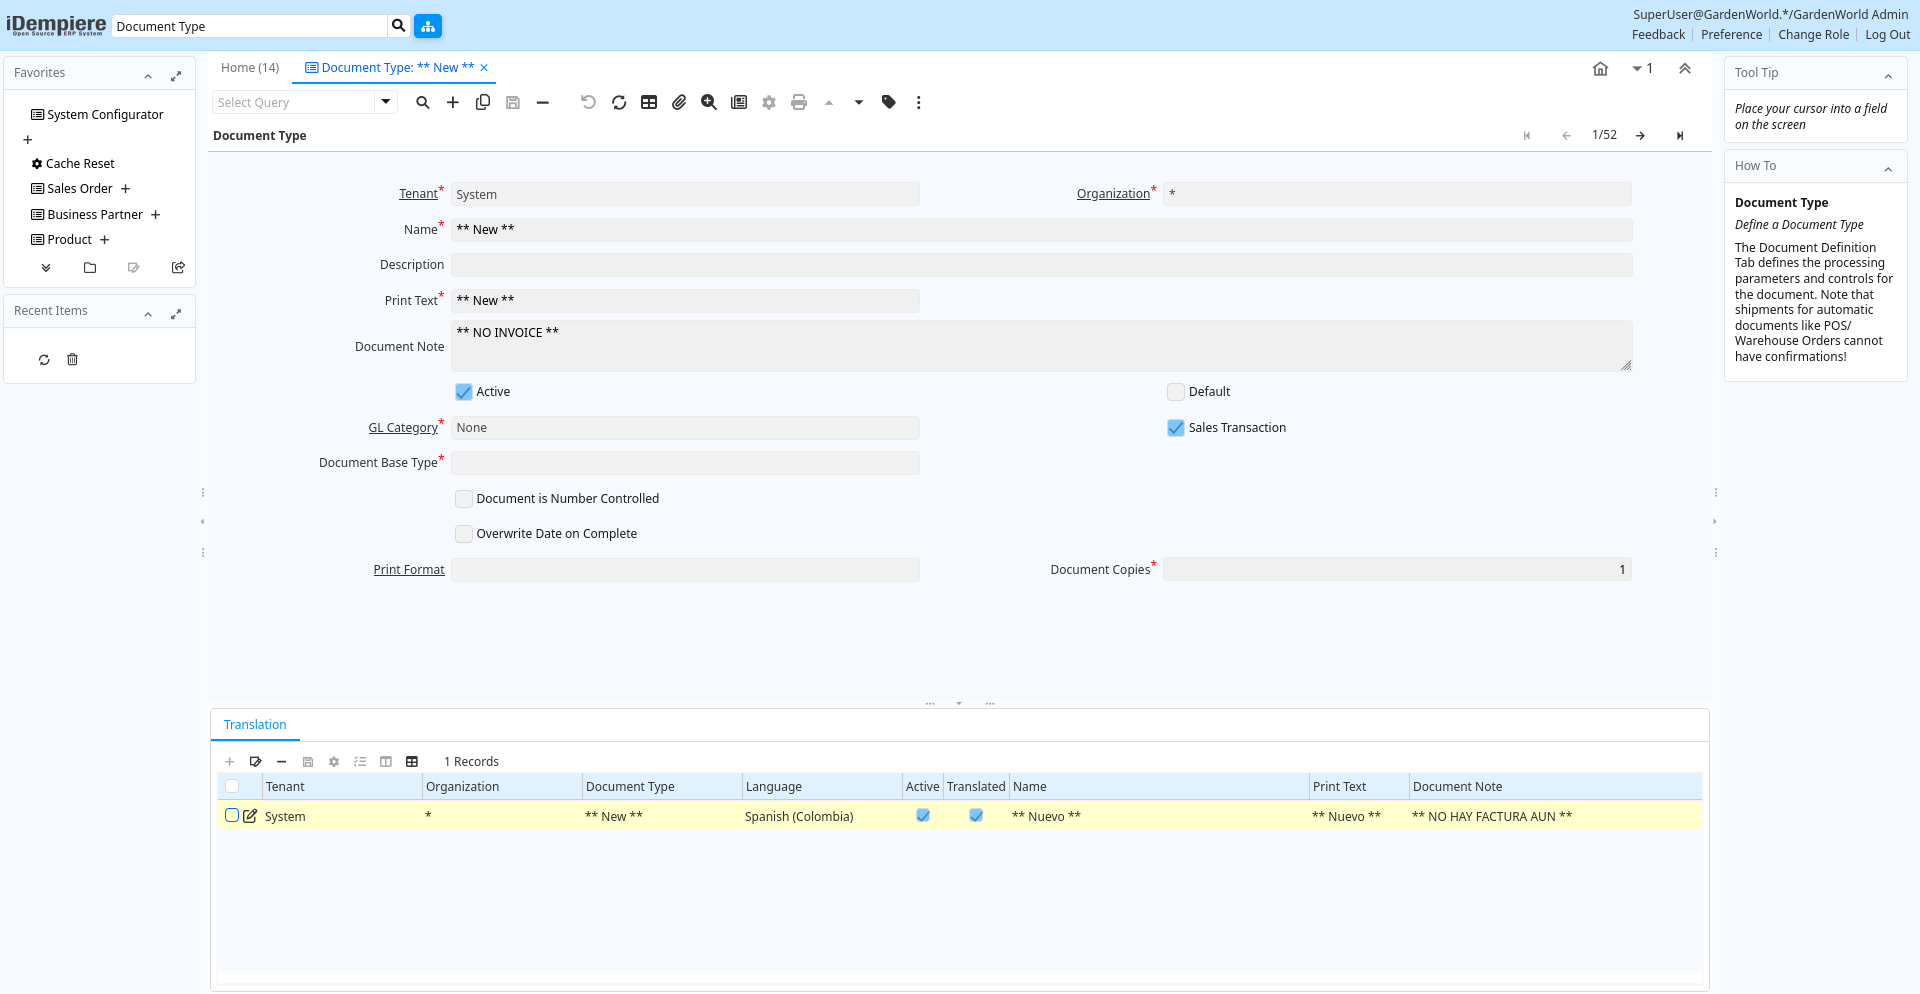 iDempiere
Open Source ERP System
Document Type
SuperUser@GardenWorld.*/GardenWorld Admin
Feedback Preference Change Role Log Out
Favorites
System Configurator
Cache Reset
Sales Order
Business Partner
Product
Recent Items
Home (14) Document Type: ** New **
1
Select Query
Document Type
1/52
Tenant* System Organization* *
Name* ** New **
Description
Print Text* ** New **
Document Note ** NO INVOICE **
Active Default
GL Category* None Sales Transaction
Document Base Type*
Document is Number Controlled
Overwrite Date on Complete
Print Format Document Copies* 1
Translation
1 Records
Tenant Organization Document Type Language Active Translated Name Print Text Document Note
System * ** New ** Spanish (Colombia) ** Nuevo ** ** Nuevo ** ** NO HAY FACTURA AUN **
Tool Tip
Place your cursor into a field
on the screen
How To
Document Type
Define a Document Type
The Document Definition
Tab defines the processing
parameters and controls for
the document. Note that
shipments for automatic
documents like POS/
Warehouse Orders cannot
have confirmations!